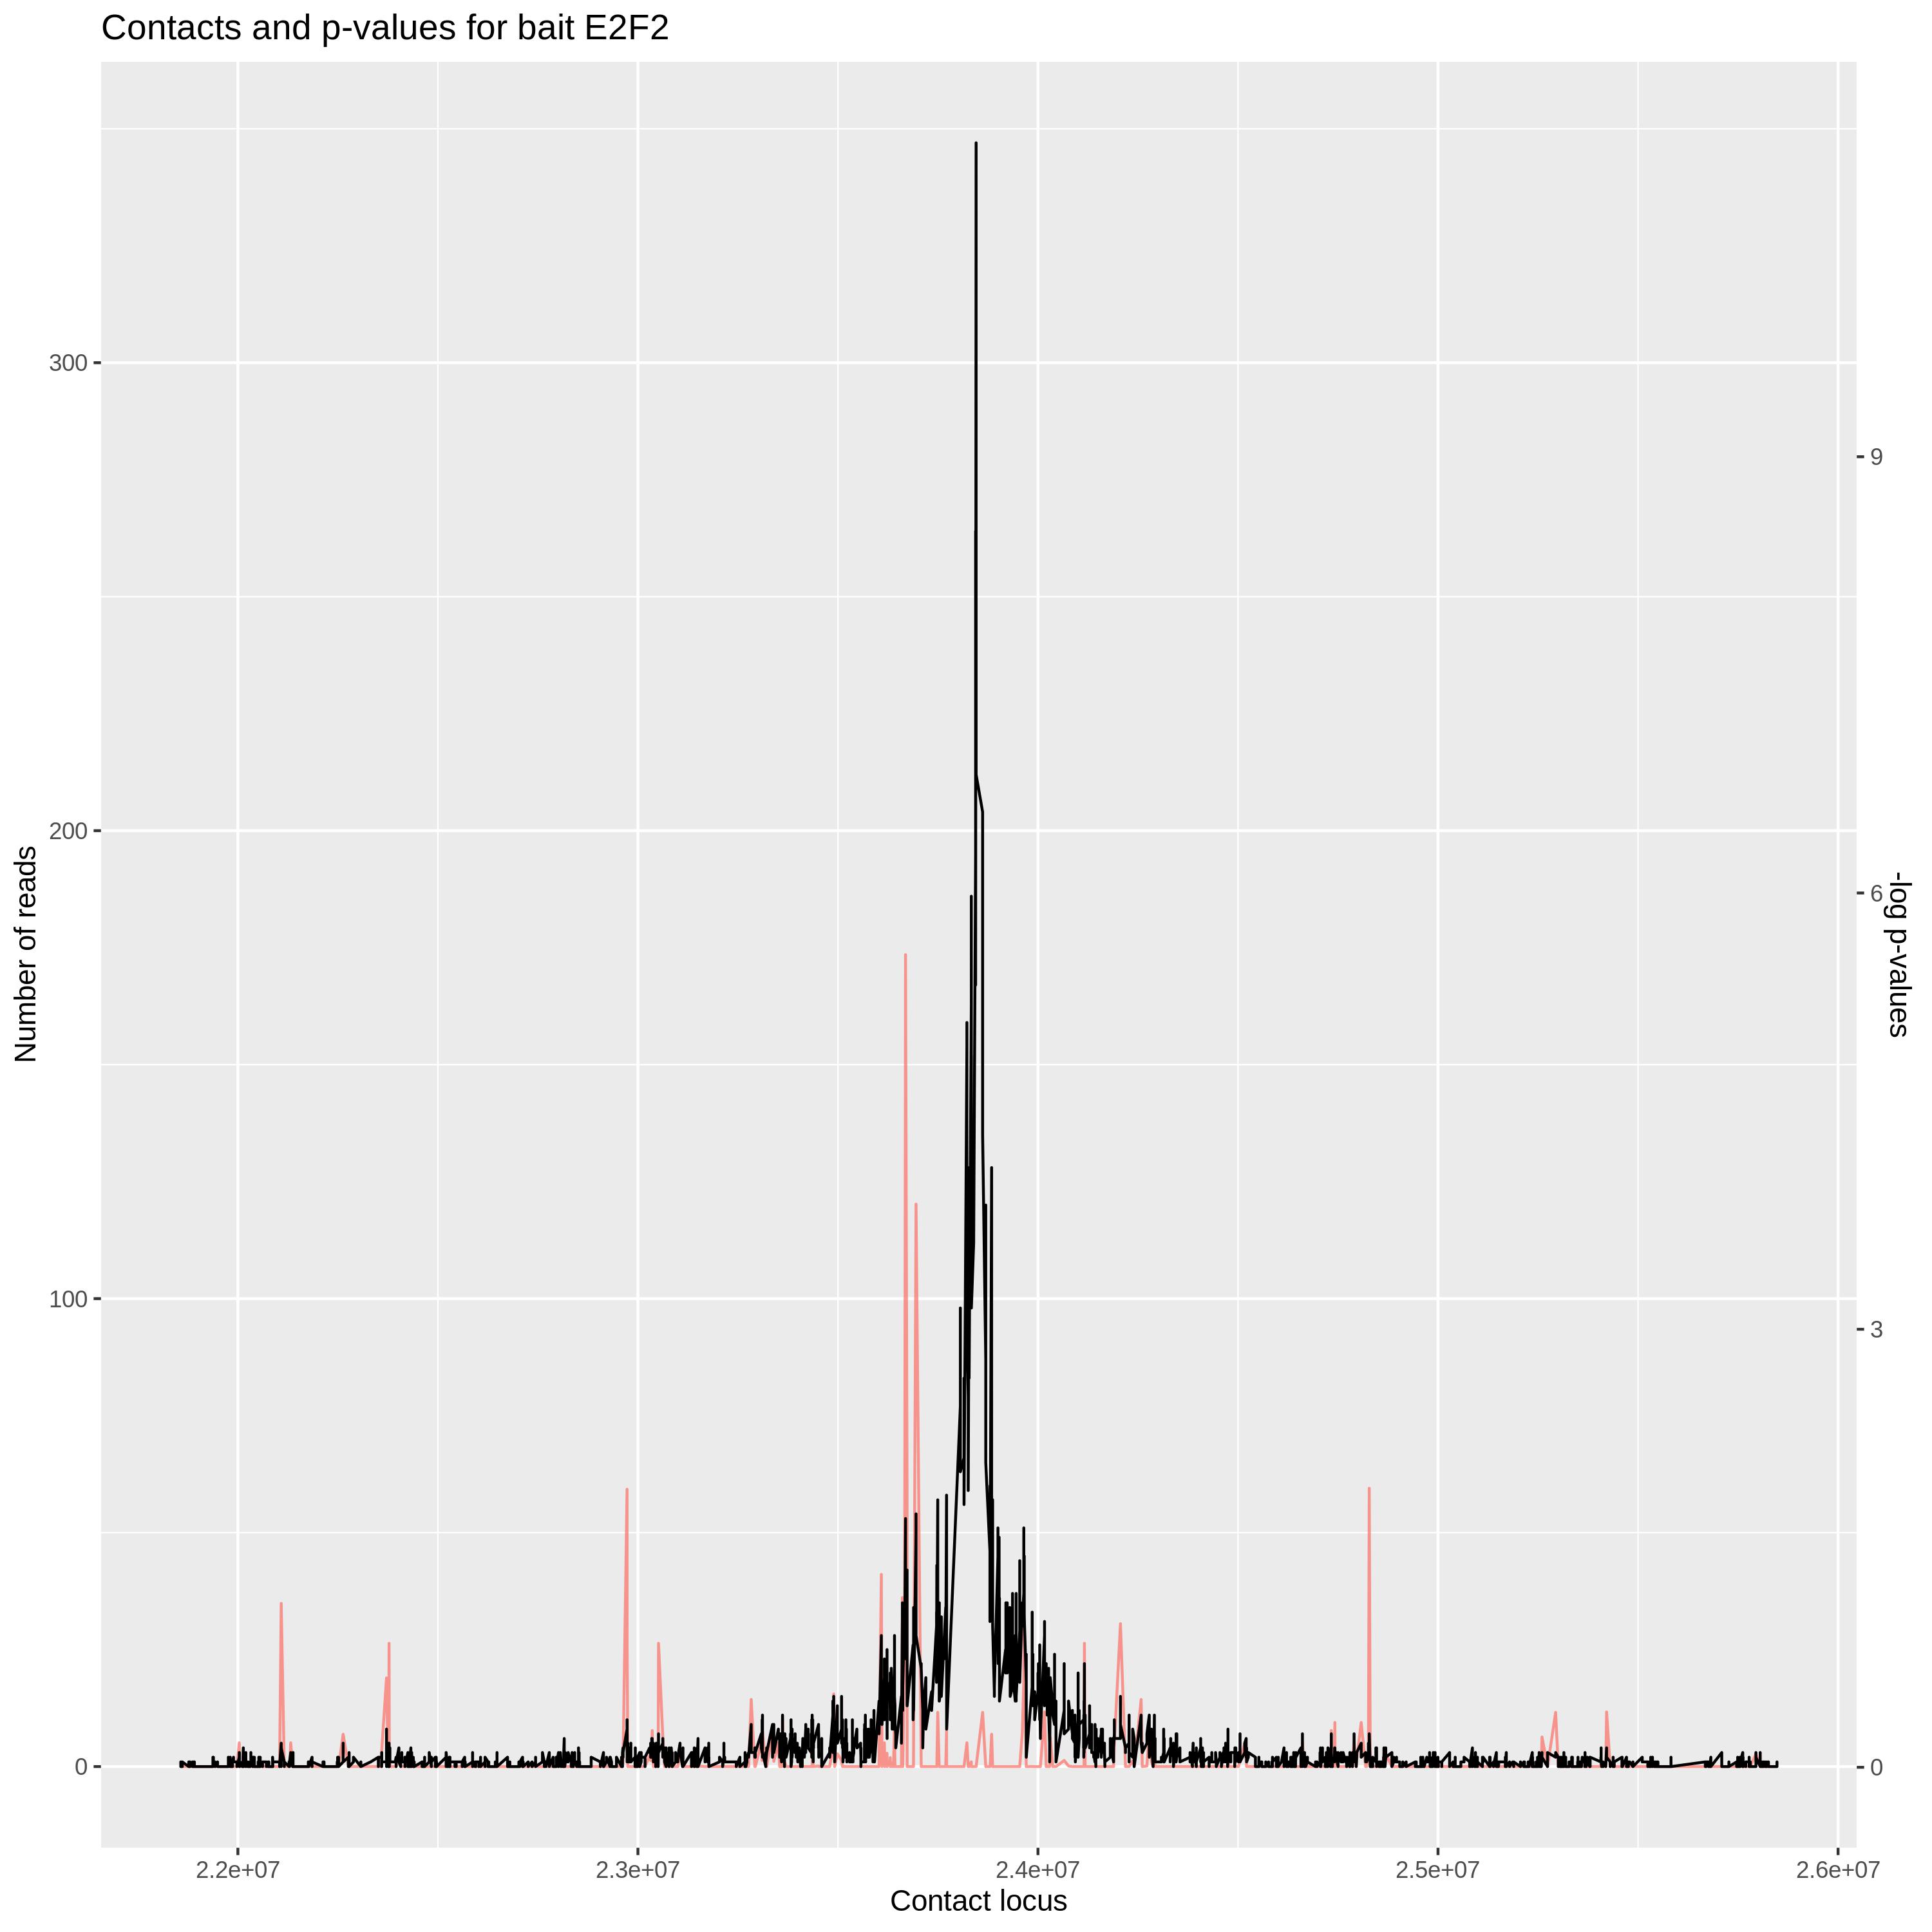 Contacts and p-values for bait E2F2
Number of reads
300
200
100
0
9
6
3
0
-log p-values
2.2e+07
2.3e+07
2.4e+07
2.5e+07
2.6e+07
Contact locus